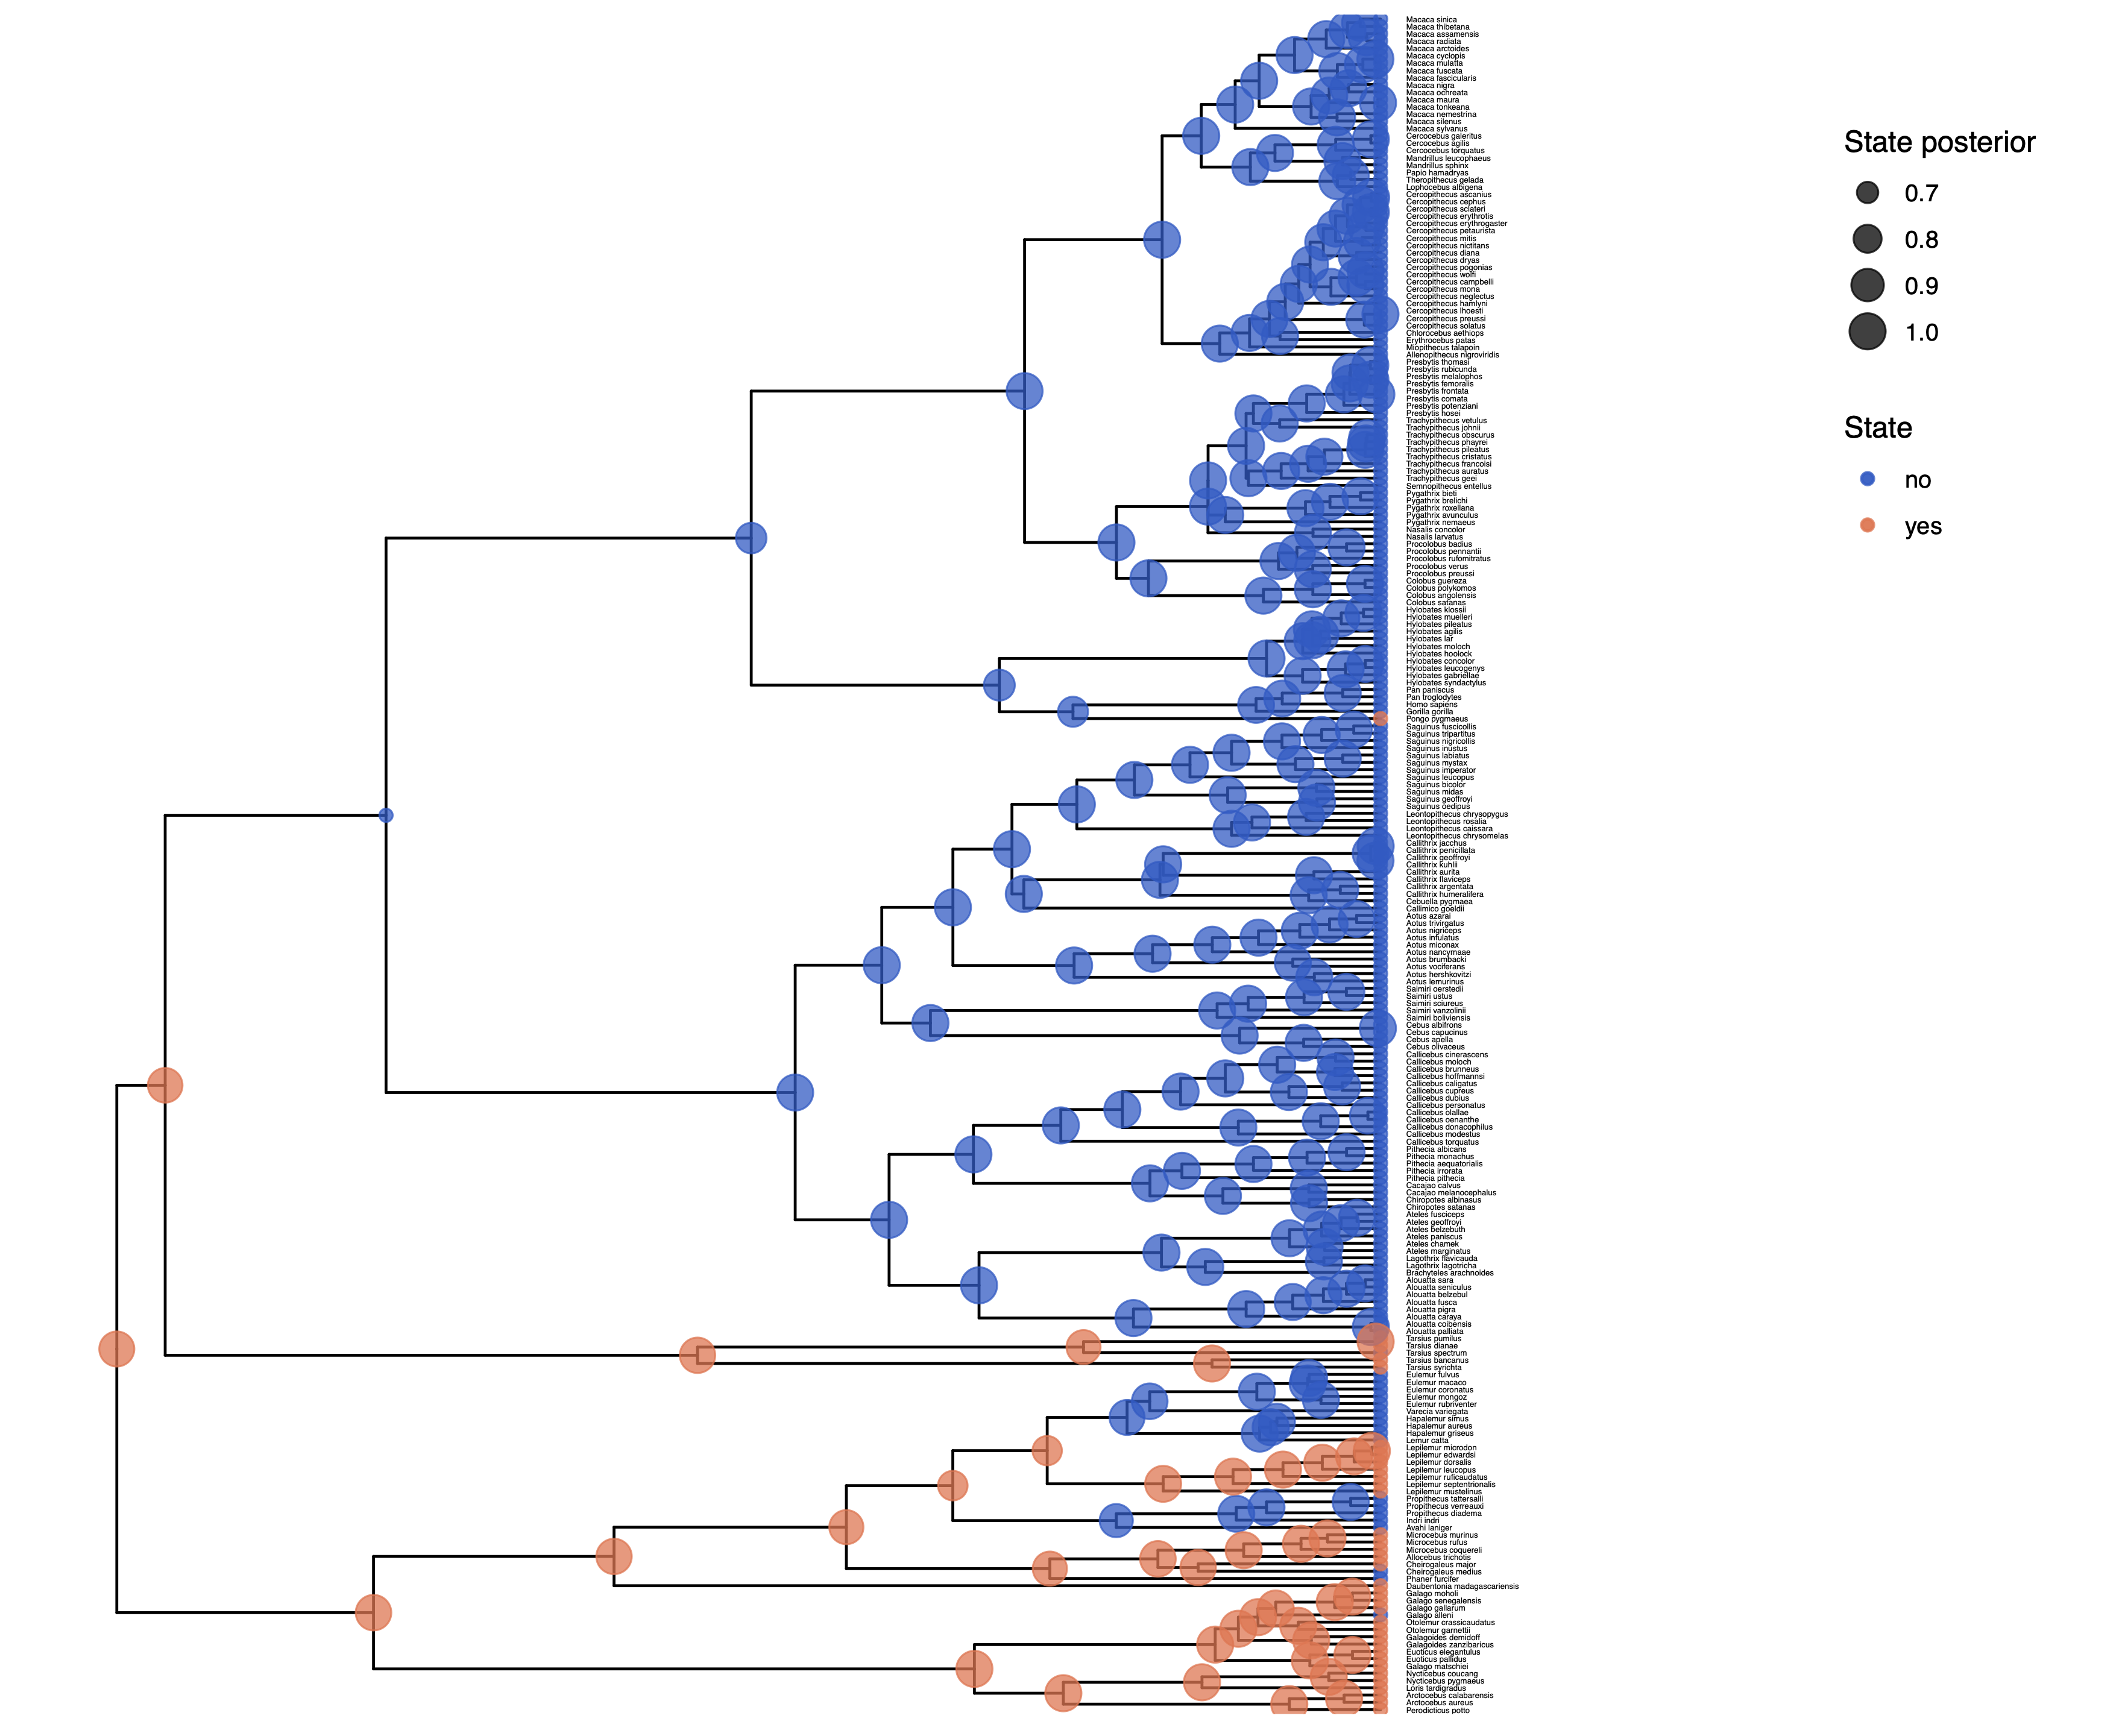 Macaca sinica
Macaca thibetana
Macaca assamensis
Macaca radiata
Macaca arctoides
Macaca cyclopis
Macaca mulatta
Macaca fuscata
Macaca fascicularis
Macaca nigra
Macaca ochreata
Macaca maura
Macaca tonkeana
Macaca nemestrina
Macaca silenus
Macaca sylvanus
Cercocebus galeritus
Cercocebus agilis
Cercocebus torquatus
Mandrillus leucophaeus
Mandrillus sphinx
Papio hamadryas
Theropithecus gelada
Lophocebus albigena
Cercopithecus ascanius
Cercopithecus cephus
Cercopithecus sclateri
Cercopithecus erythrotis
Cercopithecus erythrogaster
Cercopithecus petaurista
Cercopithecus mitis
Cercopithecus nictitans
Cercopithecus diana
Cercopithecus dryas
Cercopithecus pogonias
Cercopithecus wolfi
Cercopithecus campbelli
Cercopithecus mona
Cercopithecus neglectus
Cercopithecus hamlyni
Cercopithecus lhoesti
Cercopithecus preussi
Cercopithecus solatus
Chlorocebus aethiops
Erythrocebus patas
Miopithecus talapoin
Allenopithecus nigroviridis
Presbytis thomasi
Presbytis rubicunda
Presbytis melalophos
Presbytis femoralis
Presbytis frontata
Presbytis comata
Presbytis potenziani
Presbytis hosei
Trachypithecus vetulus
Trachypithecus johnii
Trachypithecus obscurus
Trachypithecus phayrei
Trachypithecus pileatus
Trachypithecus cristatus
Trachypithecus francoisi
Trachypithecus auratus
Trachypithecus geei
Semnopithecus entellus
Pygathrix bieti
Pygathrix brelichi
Pygathrix roxellana
Pygathrix avunculus
Pygathrix nemaeus
Nasalis concolor
Nasalis larvatus
Procolobus badius
Procolobus pennantii
Procolobus rufomitratus
Procolobus verus
Procolobus preussi
Colobus guereza
Colobus polykomos
Colobus angolensis
Colobus satanas
Hylobates klossii
Hylobates muelleri
Hylobates pileatus
Hylobates agilis
Hylobates lar
Hylobates moloch
Hylobates hoolock
Hylobates concolor
Hylobates leucogenys
Hylobates gabriellae
Hylobates syndactylus
Pan paniscus
Pan troglodytes
Homo sapiens
Gorilla gorilla
Pongo pygmaeus
Saguinus fuscicollis
Saguinus tripartitus
Saguinus nigricollis
Saguinus inustus
Saguinus labiatus
Saguinus mystax
Saguinus imperator
Saguinus leucopus
Saguinus bicolor
Saguinus midas
Saguinus geoffroyi
Saguinus oedipus
Leontopithecus chrysopygus
Leontopithecus rosalia
Leontopithecus caissara
Leontopithecus chrysomelas
Callithrix jacchus
Callithrix penicillata
Callithrix geoffroyi
Callithrix kuhlii
Callithrix aurita
Callithrix flaviceps
Callithrix argentata
Callithrix humeralifera
Cebuella pygmaea
Callimico goeldii
Aotus azarai
Aotus trivirgatus
Aotus nigriceps
Aotus infulatus
Aotus miconax
Aotus nancymaae
Aotus brumbacki
Aotus vociferans
Aotus hershkovitzi
Aotus lemurinus
Saimiri oerstedii
Saimiri ustus
Saimiri sciureus
Saimiri vanzolinii
Saimiri boliviensis
Cebus albifrons
Cebus capucinus
Cebus apella
Cebus olivaceus
Callicebus cinerascens
Callicebus moloch
Callicebus brunneus
Callicebus hoffmannsi
Callicebus caligatus
Callicebus cupreus
Callicebus dubius
Callicebus personatus
Callicebus olallae
Callicebus oenanthe
Callicebus donacophilus
Callicebus modestus
Callicebus torquatus
Pithecia albicans
Pithecia monachus
Pithecia aequatorialis
Pithecia irrorata
Pithecia pithecia
Cacajao calvus
Cacajao melanocephalus
Chiropotes albinasus
Chiropotes satanas
Ateles fusciceps
Ateles geoffroyi
Ateles belzebuth
Ateles paniscus
Ateles chamek
Ateles marginatus
Lagothrix flavicauda
Lagothrix lagotricha
Brachyteles arachnoides
Alouatta sara
Alouatta seniculus
Alouatta belzebul
Alouatta fusca
Alouatta pigra
Alouatta caraya
Alouatta coibensis
Alouatta palliata
Tarsius pumilus
Tarsius dianae
Tarsius spectrum
Tarsius bancanus
Tarsius syrichta
Eulemur fulvus
Eulemur macaco
Eulemur coronatus
Eulemur mongoz
Eulemur rubriventer
Varecia variegata
Hapalemur simus
Hapalemur aureus
Hapalemur griseus
Lemur catta
Lepilemur microdon
Lepilemur edwardsi
Lepilemur dorsalis
Lepilemur leucopus
Lepilemur ruficaudatus
Lepilemur septentrionalis
Lepilemur mustelinus
Propithecus tattersalli
Propithecus verreauxi
Propithecus diadema
Indri indri
Avahi laniger
Microcebus murinus
Microcebus rufus
Microcebus coquereli
Allocebus trichotis
Cheirogaleus major
Cheirogaleus medius
Phaner furcifer
Daubentonia madagascariensis
Galago moholi
Galago senegalensis
Galago gallarum
Galago alleni
Otolemur crassicaudatus
Otolemur garnettii
Galagoides demidoff
Galagoides zanzibaricus
Euoticus elegantulus
Euoticus pallidus
Galago matschiei
Nycticebus coucang
Nycticebus pygmaeus
Loris tardigradus
Arctocebus calabarensis
Arctocebus aureus
Perodicticus potto
State posterior
0.7
0.8
0.9
1.0
State
no
yes